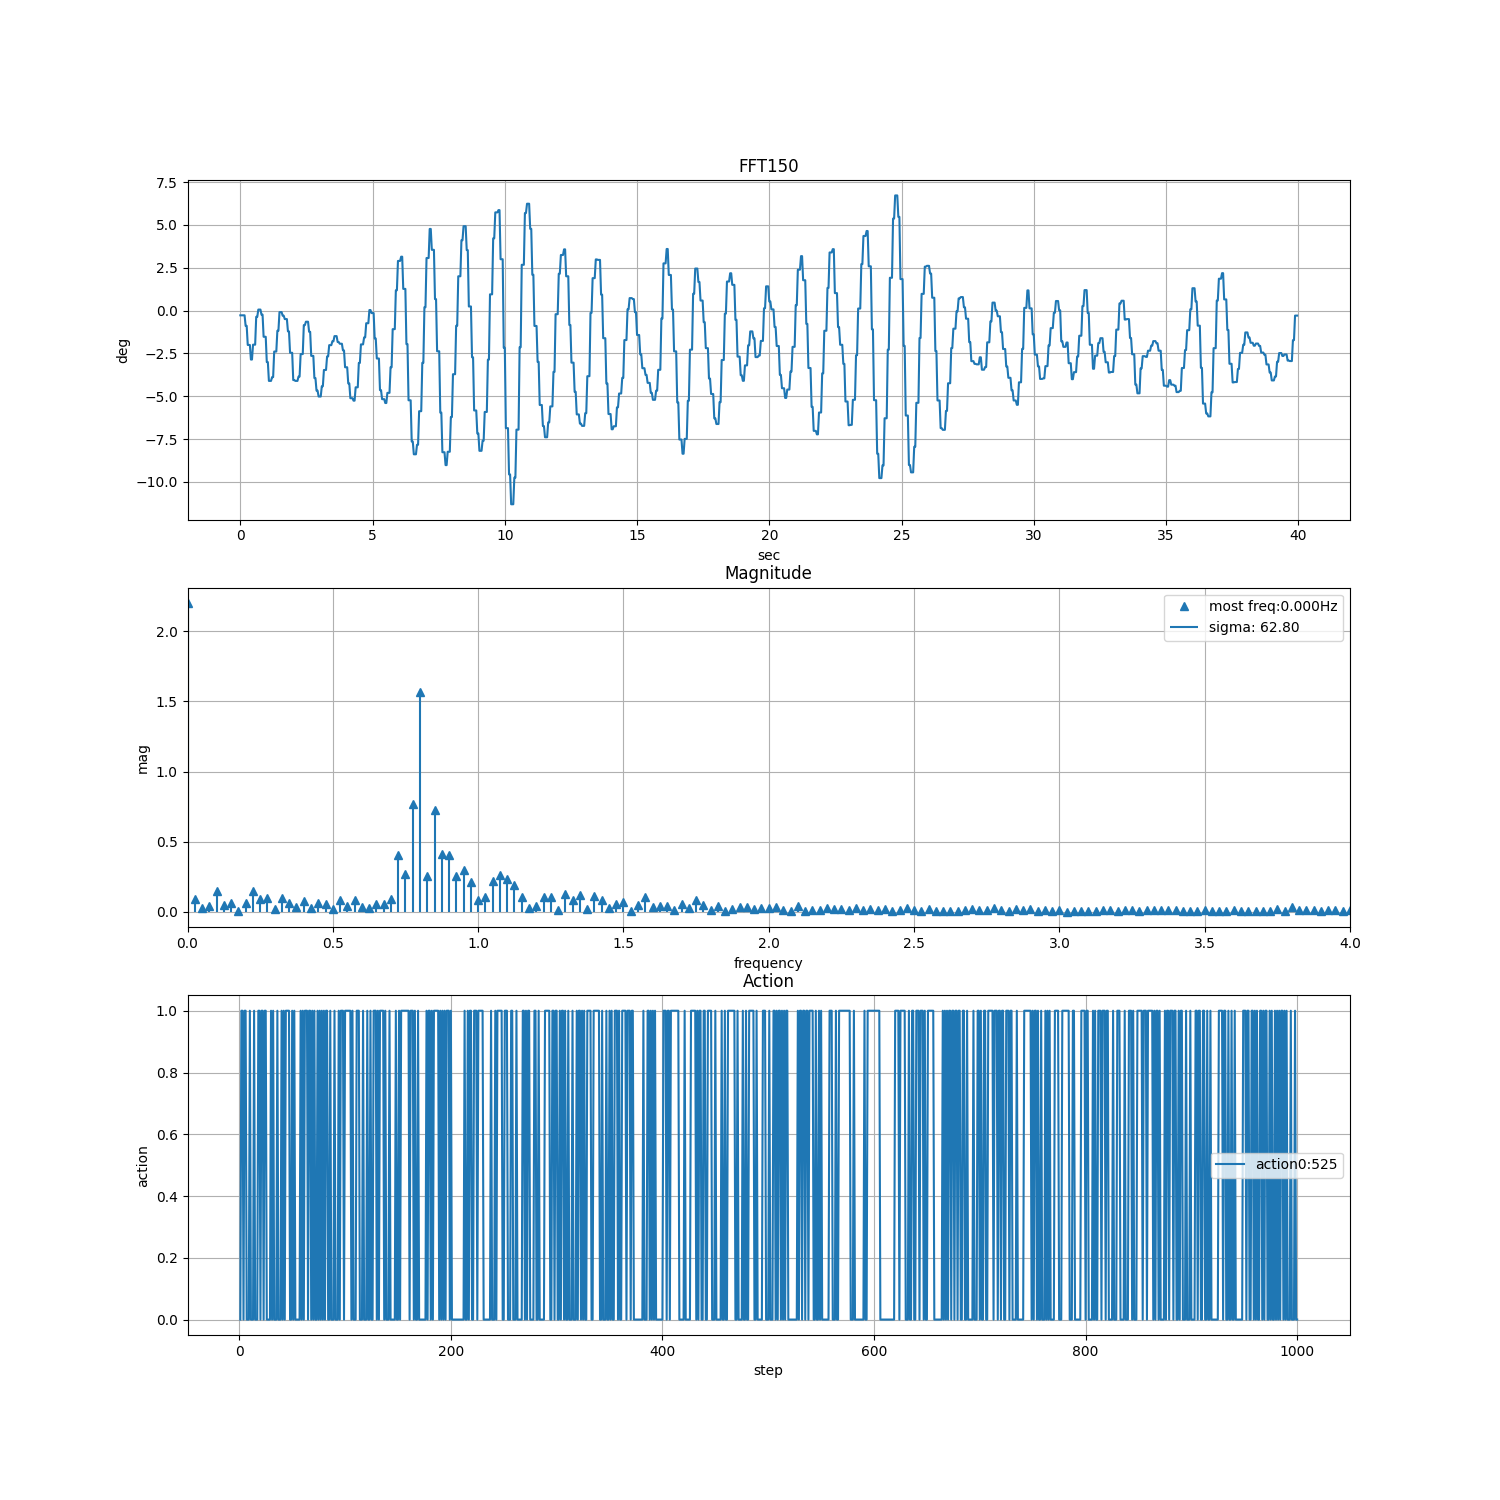 FFT150
7.5
5.0
2.5
0.0
−2.5
−5.0
−7.5
−10.0
deg
0 5 10 15 20 25 30 35 40
sec
Magnitude
most freq:0.000Hz
sigma: 62.80
2.0
1.5
1.0
0.5
0.0
mag
0.0 0.5 1.0 1.5 2.0 2.5 3.0 3.5 4.0
frequency
Action
1.0
0.8
0.6
0.4
0.2
0.0
action
action0:525
0 200 400 600 800 1000
step